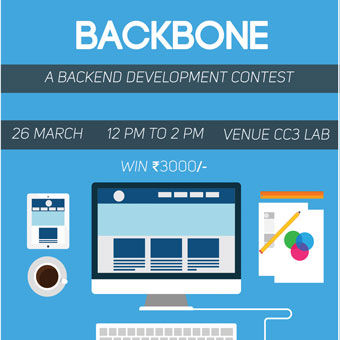 BACKBONE
A BACKEND DEVELOPMENT CONTEST
26 MARCH 12 PM TO 2 PM VENUE CC3 LAB
WIN ₹3000/-